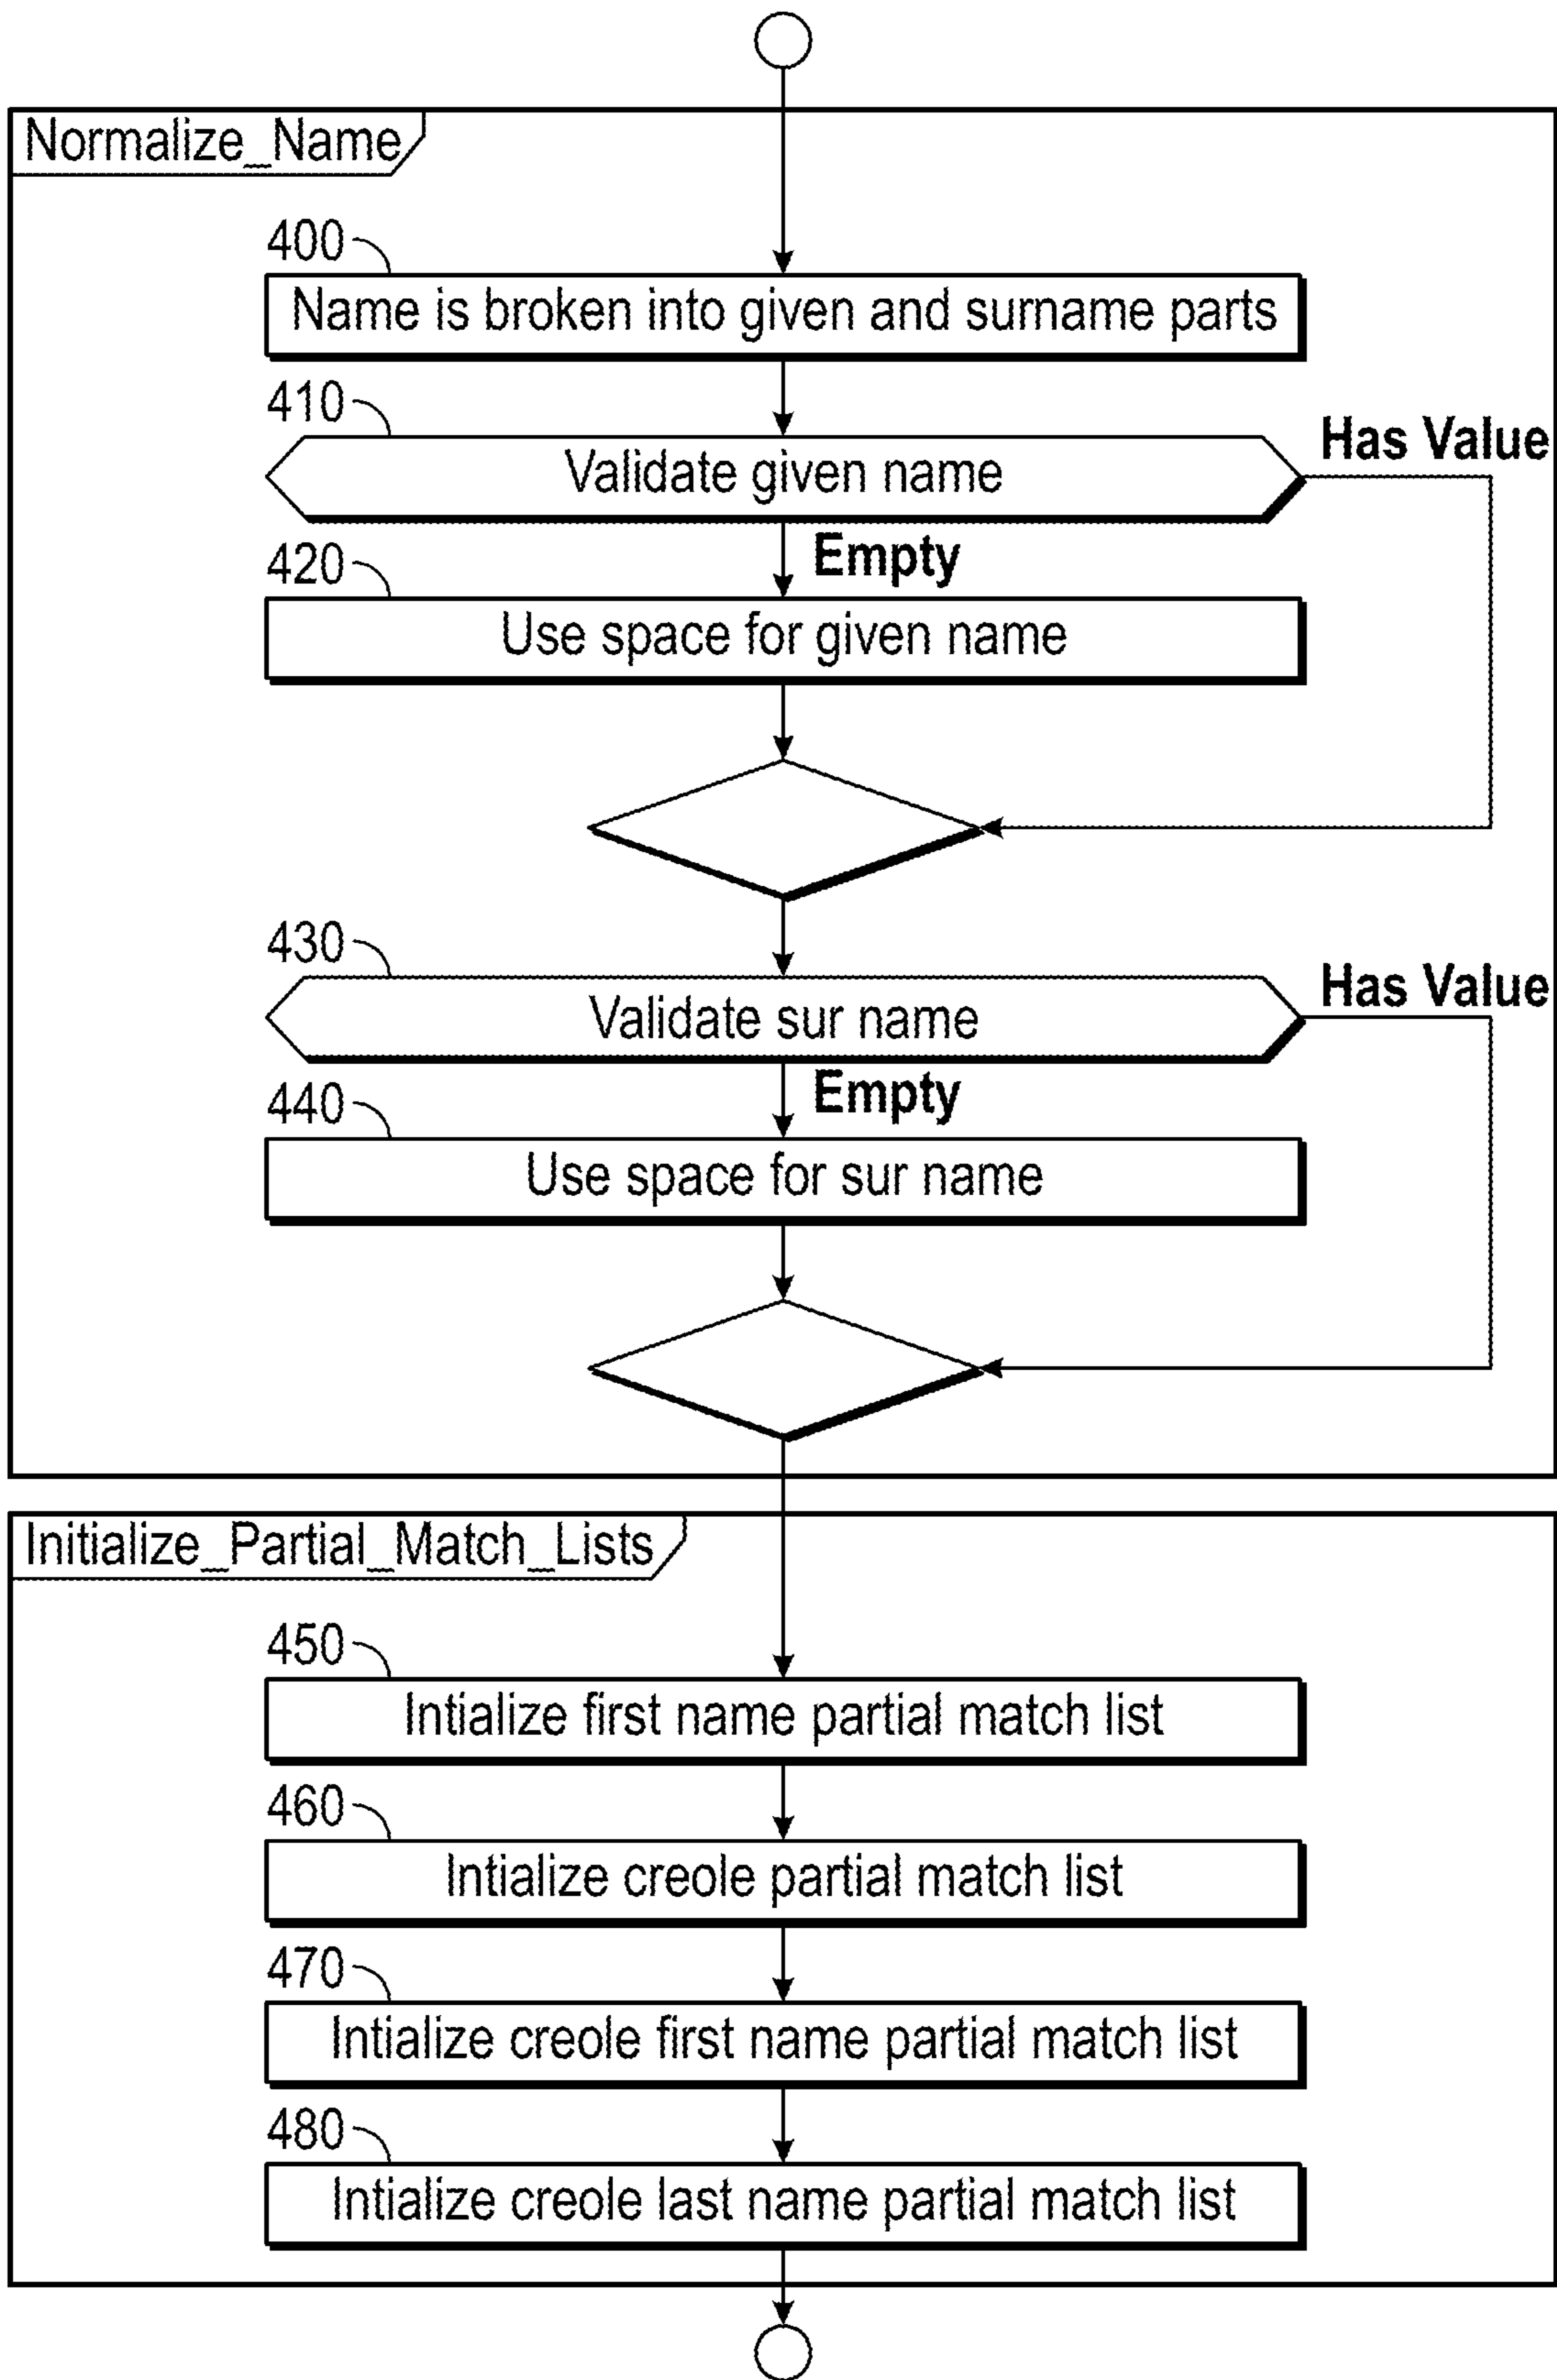 Normalize_Name
400
Name is broken into given and surname parts
410
Has Value
Validate given name
Empty
420
Use space for given name
430
Has Value
Validate sur name
Empty
440
Use space for sur name
Initialize_Partial_Match_Lists
450
Intialize first name partial match list
460
Intialize creole partial match list
470
Intialize creole first name partial match list
480
Intialize creole last name partial match list